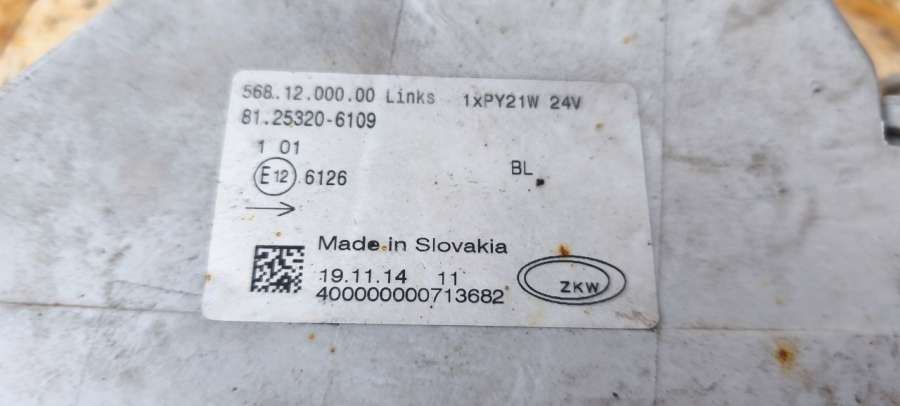 568.12.000.00 Links 1xPY21W 24V
81.25320-6109
1 01
E12 6126
BL
Made in Slovakia
19.11.14 11
400000000713682
ZKW